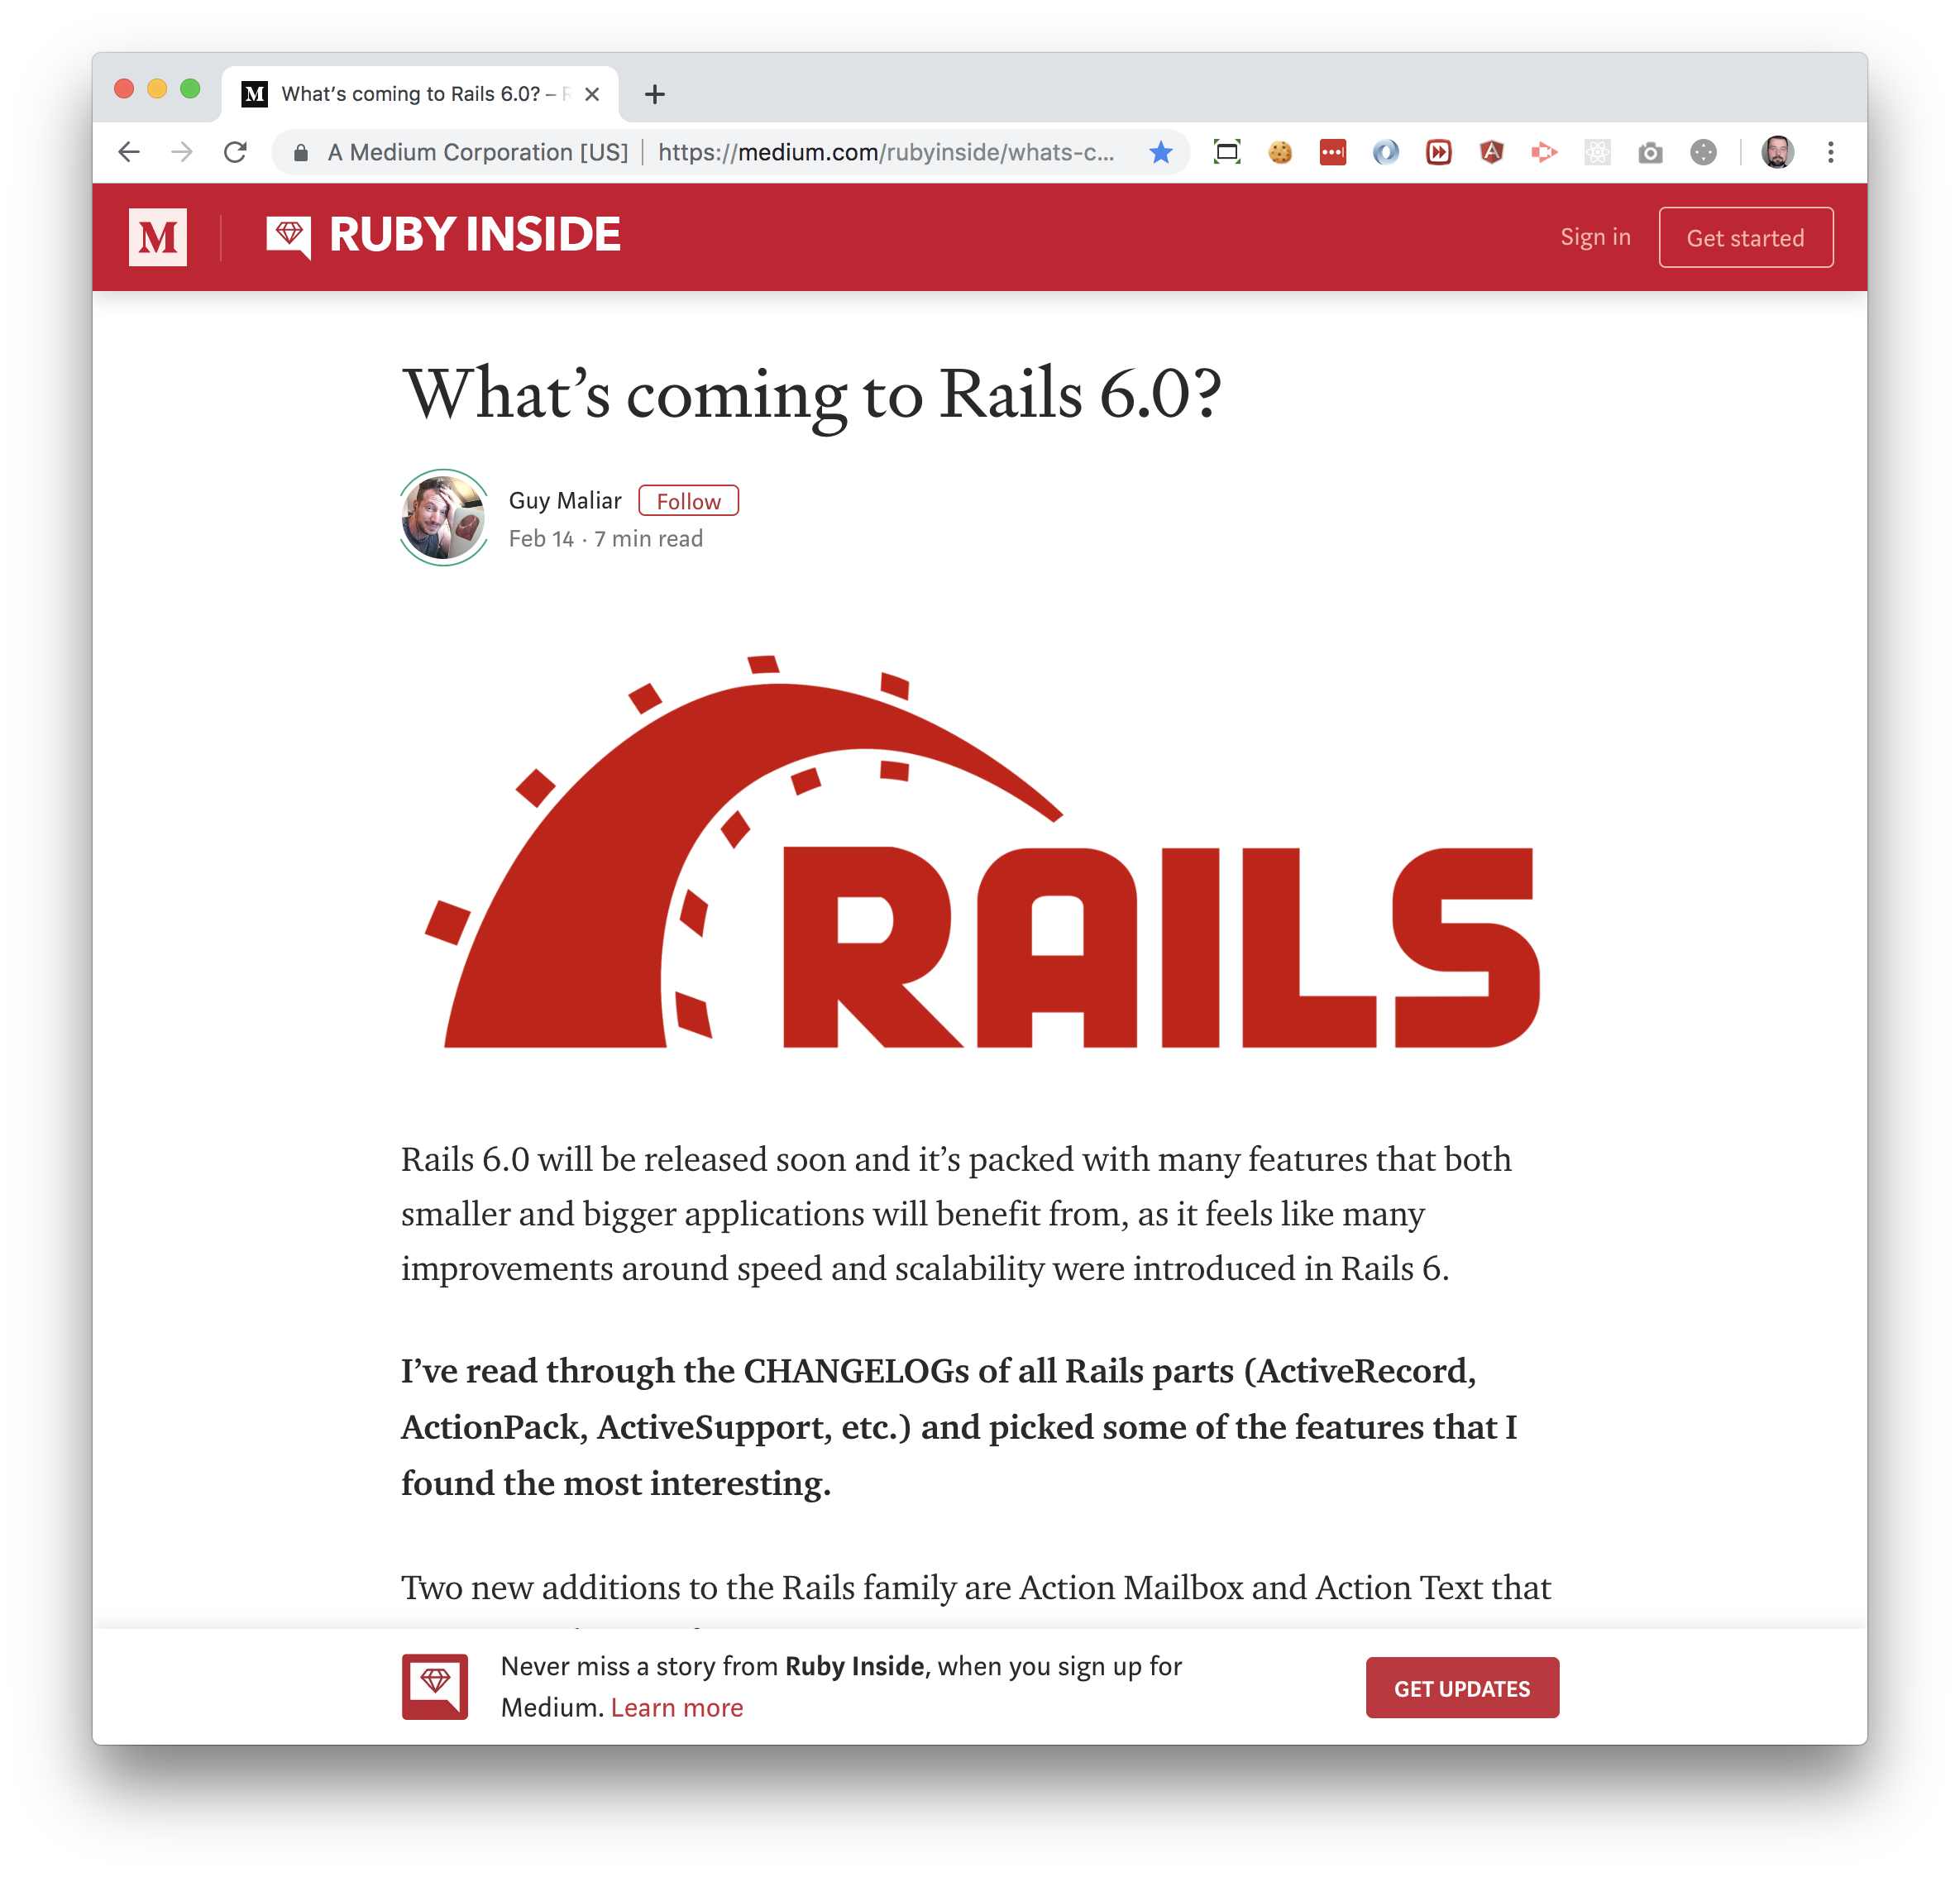 What's coming to Rails 6.0? –
A Medium Corporation [US] | https://medium.com/rubyinside/whats-c...
M
RUBY INSIDE
Sign in
Get started
What's coming to Rails 6.0?
Guy Maliar Follow
Feb 14 · 7 min read
RAILS
Rails 6.0 will be released soon and it's packed with many features that both
smaller and bigger applications will benefit from, as it feels like many
improvements around speed and scalability were introduced in Rails 6.
I've read through the CHANGELOGs of all Rails parts (ActiveRecord,
ActionPack, ActiveSupport, etc.) and picked some of the features that I
found the most interesting.
Two new additions to the Rails family are Action Mailbox and Action Text that
Never miss a story from Ruby Inside, when you sign up for
Medium. Learn more
GET UPDATES